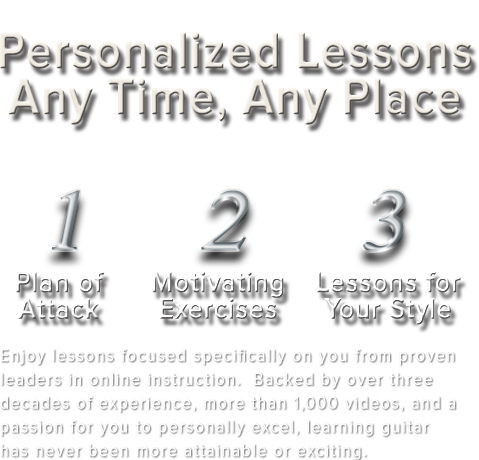 Personalized Lessons
Any Time, Any Place
1 2 3
Plan of Attack
Motivating Exercises
Lessons for Your Style
Enjoy lessons focused specifically on you from proven
leaders in online instruction. Backed by over three
decades of experience, more than 1,000 videos, and a
passion for you to personally excel, learning guitar
has never been more attainable or exciting.